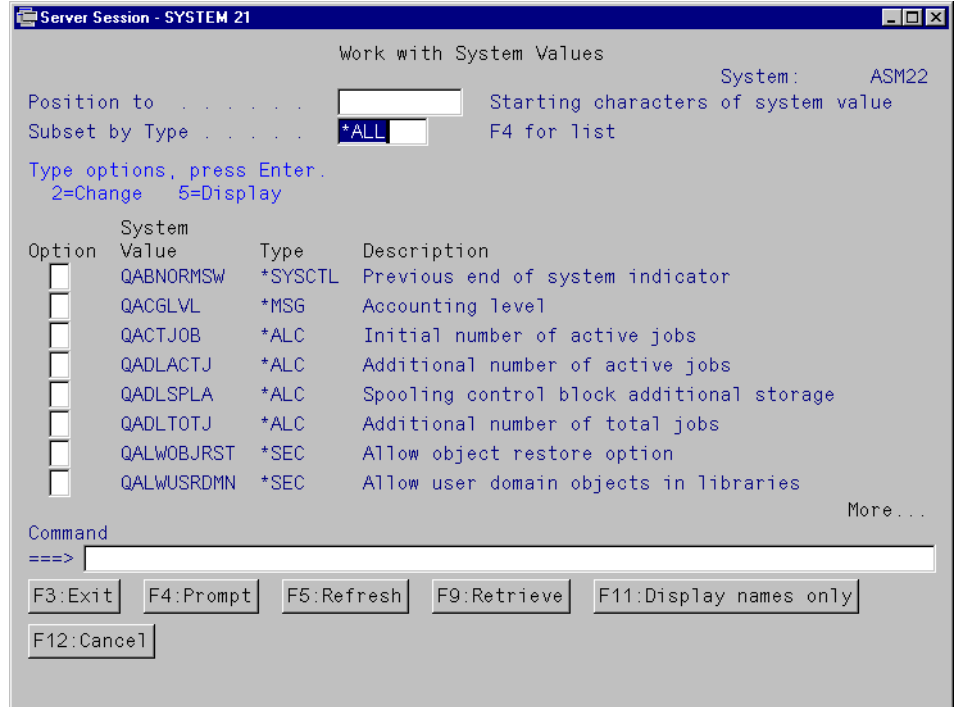 Server Session - SYSTEM 21
Work with System Values
System: ASM22
Position to . . . . . . Starting characters of system value
Subset by Type . . . . . *ALL F4 for list
Type options, press Enter.
2=Change 5=Display
System
Option Value Type Description
QABNORMSW *SYSCTL Previous end of system indicator
QACGLVL *MSG Accounting level
QACTJOB *ALC Initial number of active jobs
QADLACTJ *ALC Additional number of active jobs
QADLSPLA *ALC Spooling control block additional storage
QADLTOTJ *ALC Additional number of total jobs
QALWOBJRST *SEC Allow object restore option
QALWUSRDMN *SEC Allow user domain objects in libraries
More...
Command
===>
F3:Exit F4:Prompt F5:Refresh F9:Retrieve F11:Display names only
F12:Cancel